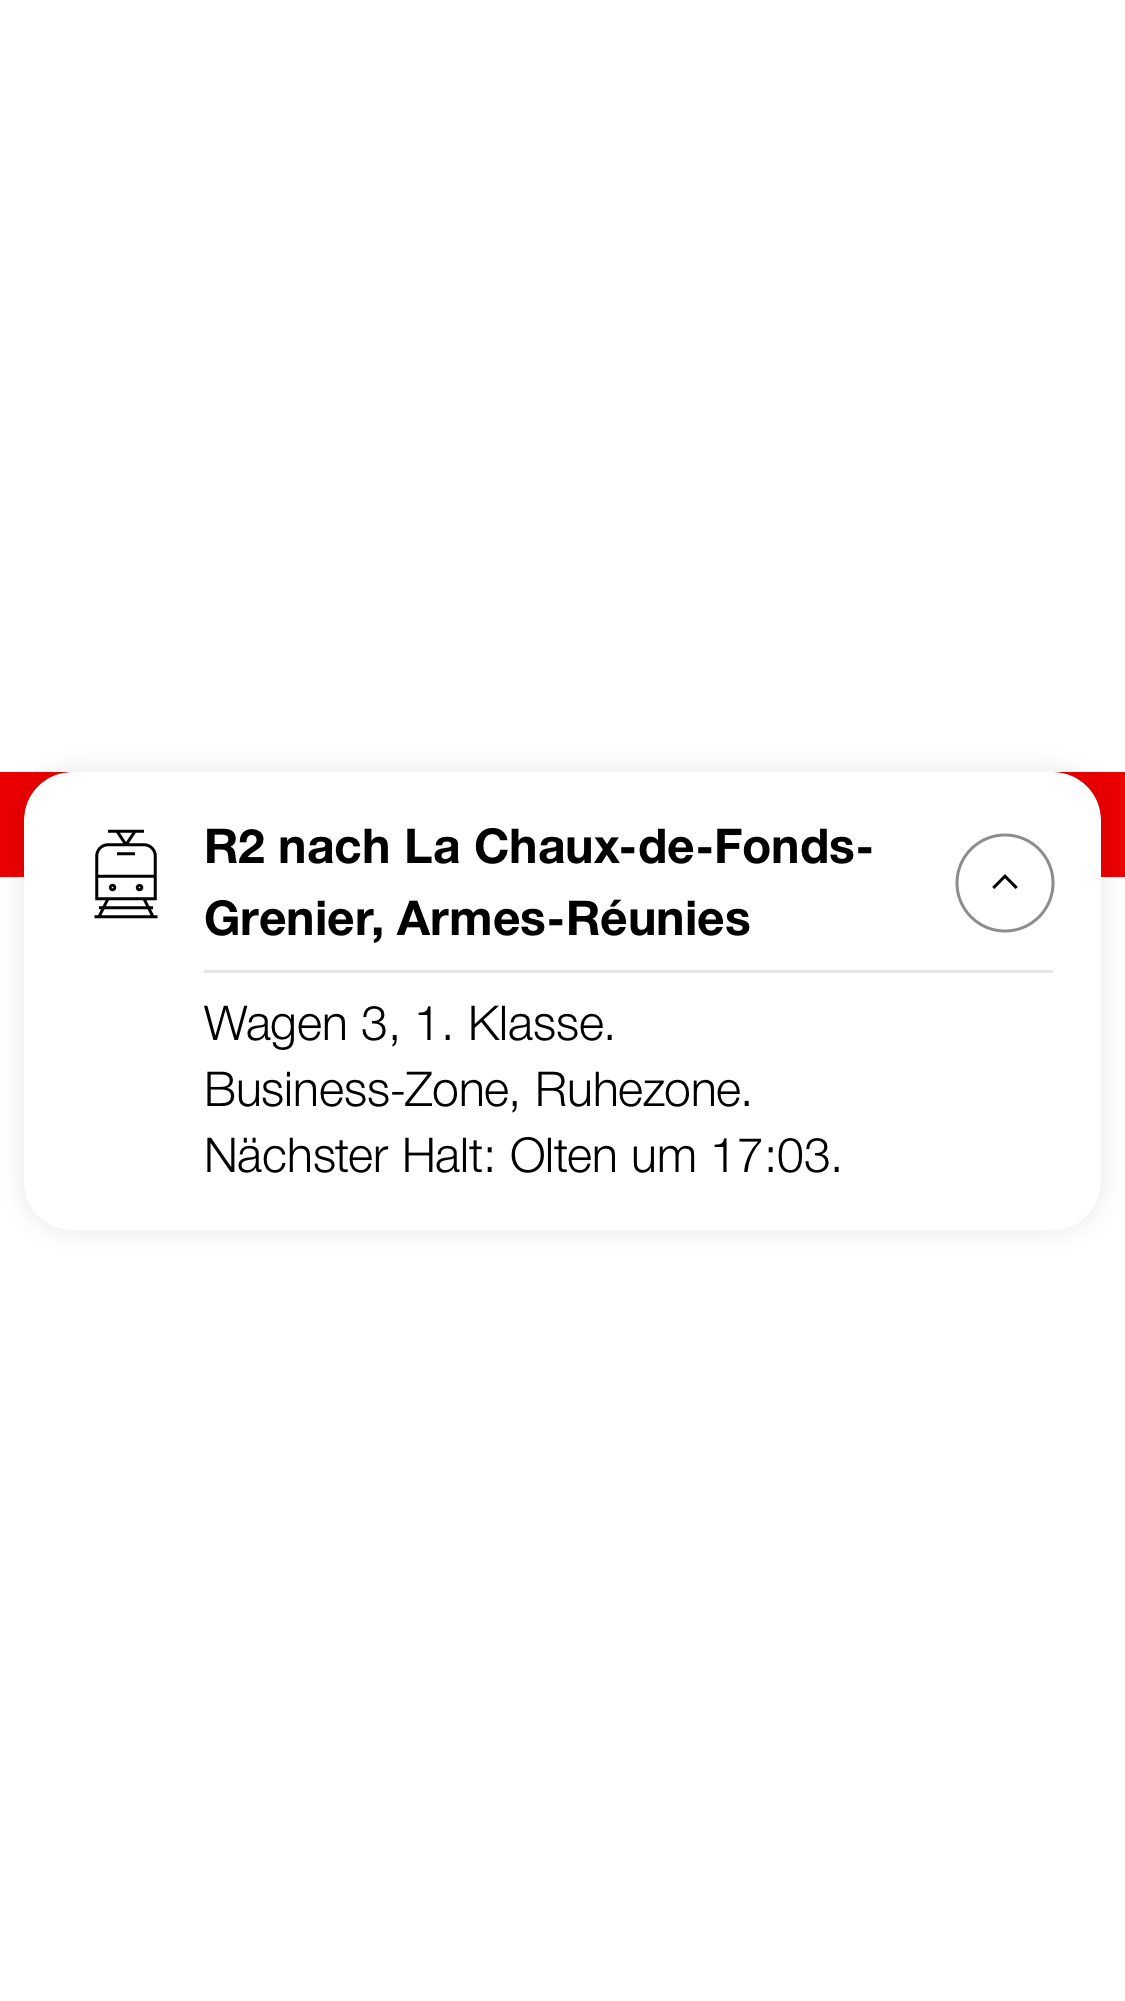 R2 nach La Chaux-de-Fonds-
Grenier, Armes-Réunies
Wagen 3, 1. Klasse.
Business-Zone, Ruhezone.
Nächster Halt: Olten um 17:03.